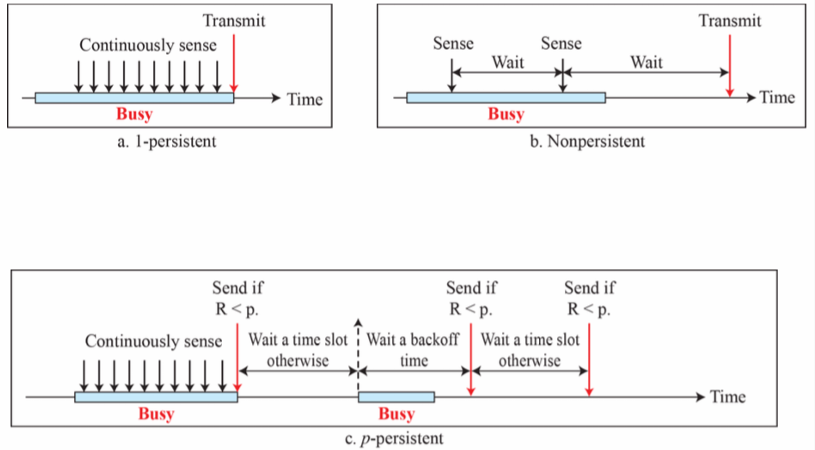 Transmit
Continuously sense
Time
Busy
a. 1-persistent
Transmit
Sense
Sense
Wait
Wait
Time
Busy
b. Nonpersistent
Send if
R < p.
Send if
R < p.
Send if
R < p.
Continuously sense
Wait a time slot
otherwise
Wait a backoff
time
Wait a time slot
otherwise
Time
Busy
Busy
c. p-persistent